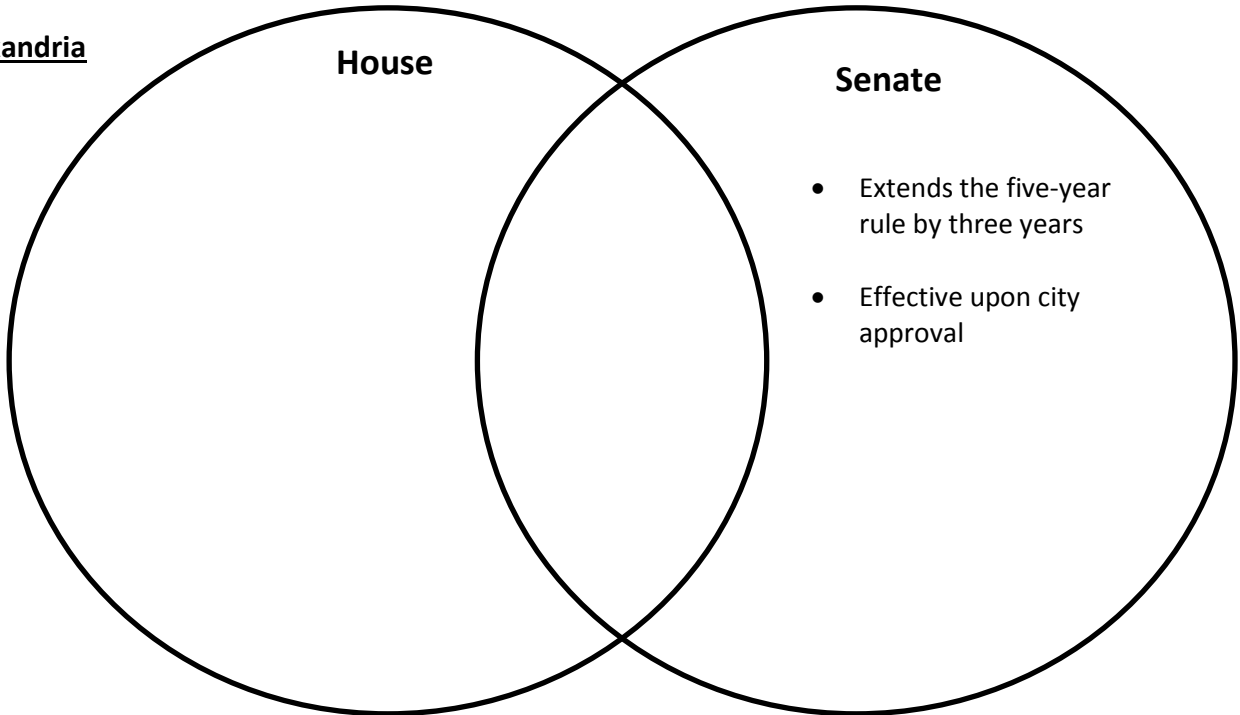 andria
House
Senate
• Extends the five-year
rule by three years
• Effective upon city
approval